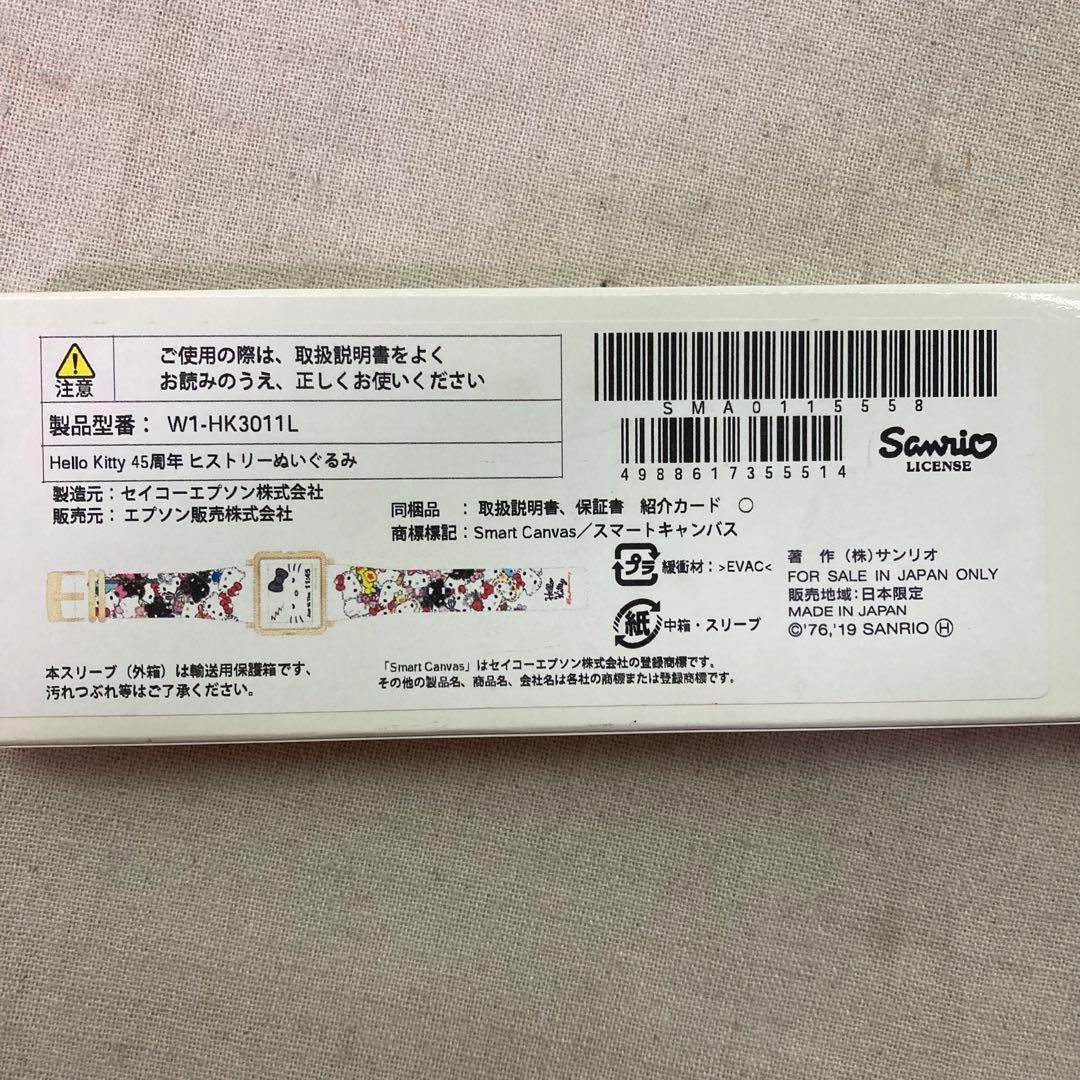 注意
ご使用の際は、取扱説明書をよく
お読みのうえ、正しくお使いください
製品型番： W1-HK3011L
Hello Kitty 45周年 ヒストリーぬいぐるみ
製造元：セイコーエプソン株式会社
販売元：エプソン販売株式会社
SMA0115558
4988617355514
Sanrio
LICENSE
同梱品 ：取扱説明書、保証書 紹介カード ○
商標標記：Smart Canvas／スマートキャンバス
11:45
Hello
Kitty
プラ
緩衝材：>EVAC<
紙
中箱・スリーブ
著 作（株）サンリオ
FOR SALE IN JAPAN ONLY
販売地域：日本限定
MADE IN JAPAN
©'76,'19 SANRIO Ⓗ
本スリーブ（外箱）は輸送用保護箱です、
汚れつぶれ等はご了承ください。
「Smart Canvas」はセイコーエプソン株式会社の登録商標です。
その他の製品名、商品名、会社名は各社の商標または登録商標です。